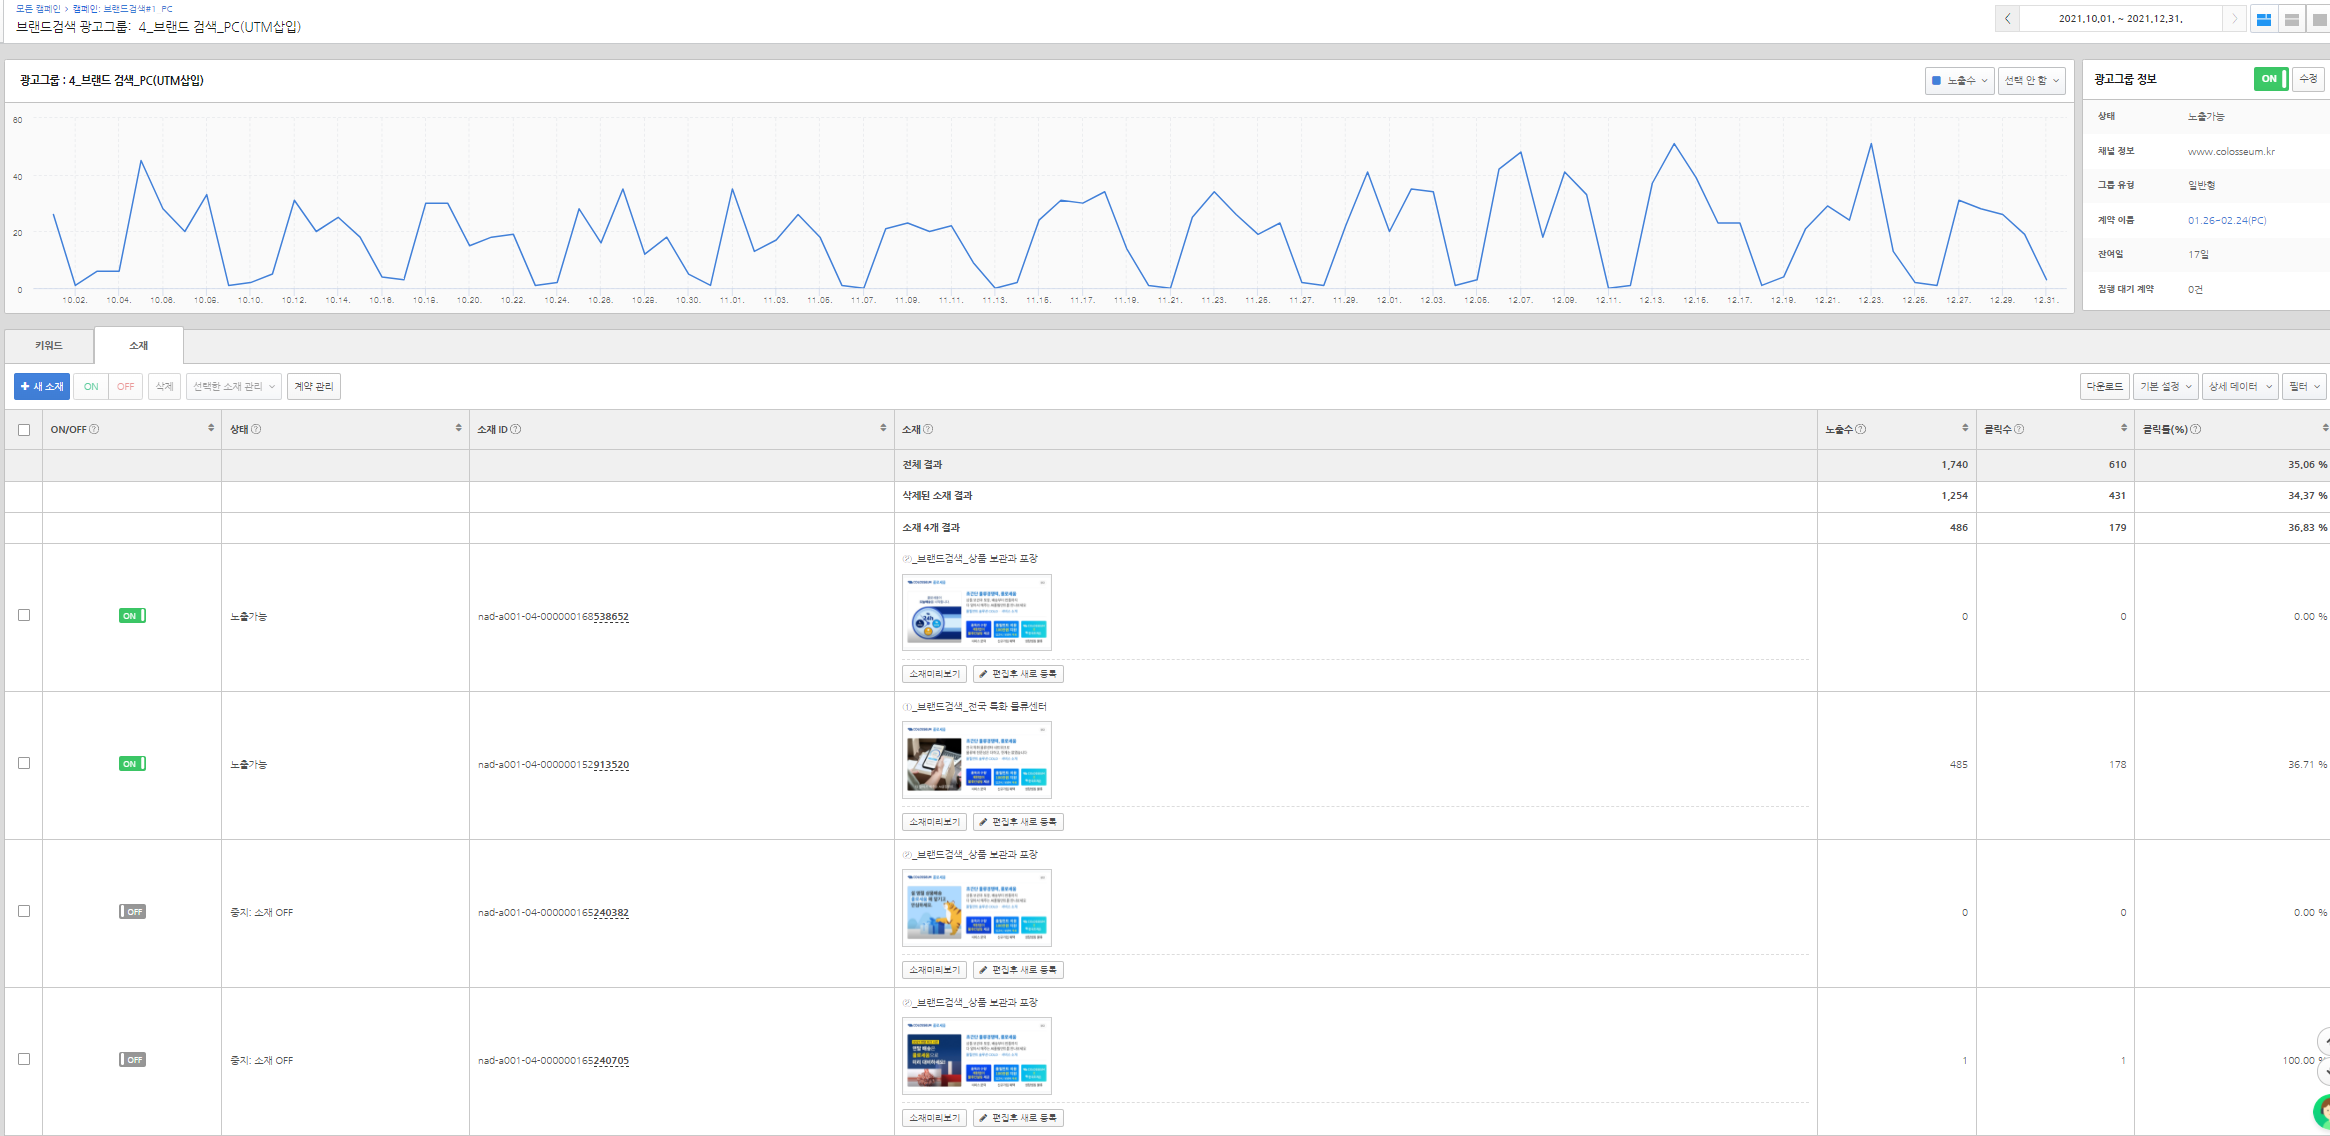 모든 캠페인 > 캠페인: 브랜드검색#1_PC
브랜드검색 광고그룹: 4_브랜드 검색_PC(UTM삽입)
2021.10.01. ~ 2021.12.31.
광고그룹 : 4_브랜드 검색_PC(UTM삽입)
노출수
선택 안 함
60
40
20
0
10.02. 10.04. 10.06. 10.08. 10.10. 10.12. 10.14. 10.16. 10.18. 10.20. 10.22. 10.24. 10.26. 10.28. 10.30. 11.01. 11.03. 11.05. 11.07. 11.09. 11.11. 11.13. 11.15. 11.17. 11.19. 11.21. 11.23. 11.25. 11.27. 11.29. 12.01. 12.03. 12.05. 12.07. 12.09. 12.11. 12.13. 12.15. 12.17. 12.19. 12.21. 12.23. 12.25. 12.27. 12.29. 12.31.
광고그룹 정보 ON 수정
상태 노출가능
채널 정보 www.colosseum.kr
그룹 유형 일반형
계약 이름 01.26~02.24(PC)
잔여일 17일
집행 대기 계약 0건
키워드 소재
+ 새 소재 ON OFF 삭제 선택한 소재 관리 계약 관리
다운로드 기본 설정 상세 데이터 필터
ON/OFF 상태 소재 ID 소재 노출수 클릭수 클릭률(%)
전체 결과 1,740 610 35.06 %
삭제된 소재 결과 1,254 431 34.37 %
소재 4개 결과 486 179 36.83 %
②_브랜드검색_상품 보관과 포장
ON 노출가능 nad-a001-04-000000168538652 0 0 0.00 %
소재미리보기 편집후 새로 등록
①_브랜드검색_전국 특화 물류센터
ON 노출가능 nad-a001-04-000000152913520 485 178 36.71 %
소재미리보기 편집후 새로 등록
②_브랜드검색_상품 보관과 포장
OFF 중지: 소재 OFF nad-a001-04-000000165240382 0 0 0.00 %
소재미리보기 편집후 새로 등록
②_브랜드검색_상품 보관과 포장
OFF 중지: 소재 OFF nad-a001-04-000000165240705 1 1 100.00 %
소재미리보기 편집후 새로 등록